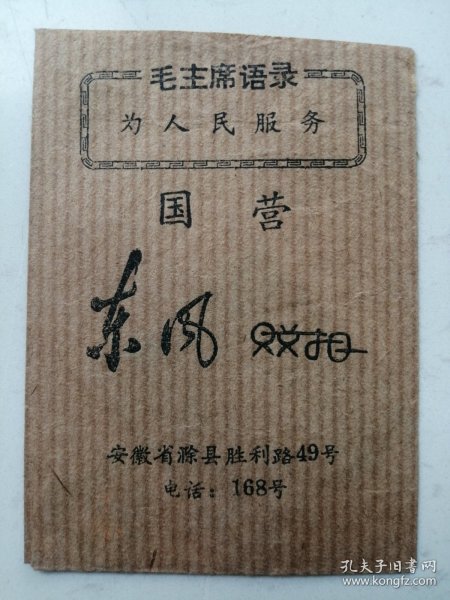 毛主席语录
为人民服务
国营
东风 照相
安徽省滁县胜利路49号
电话：168号
孔夫子旧书网
www.kongfz.com